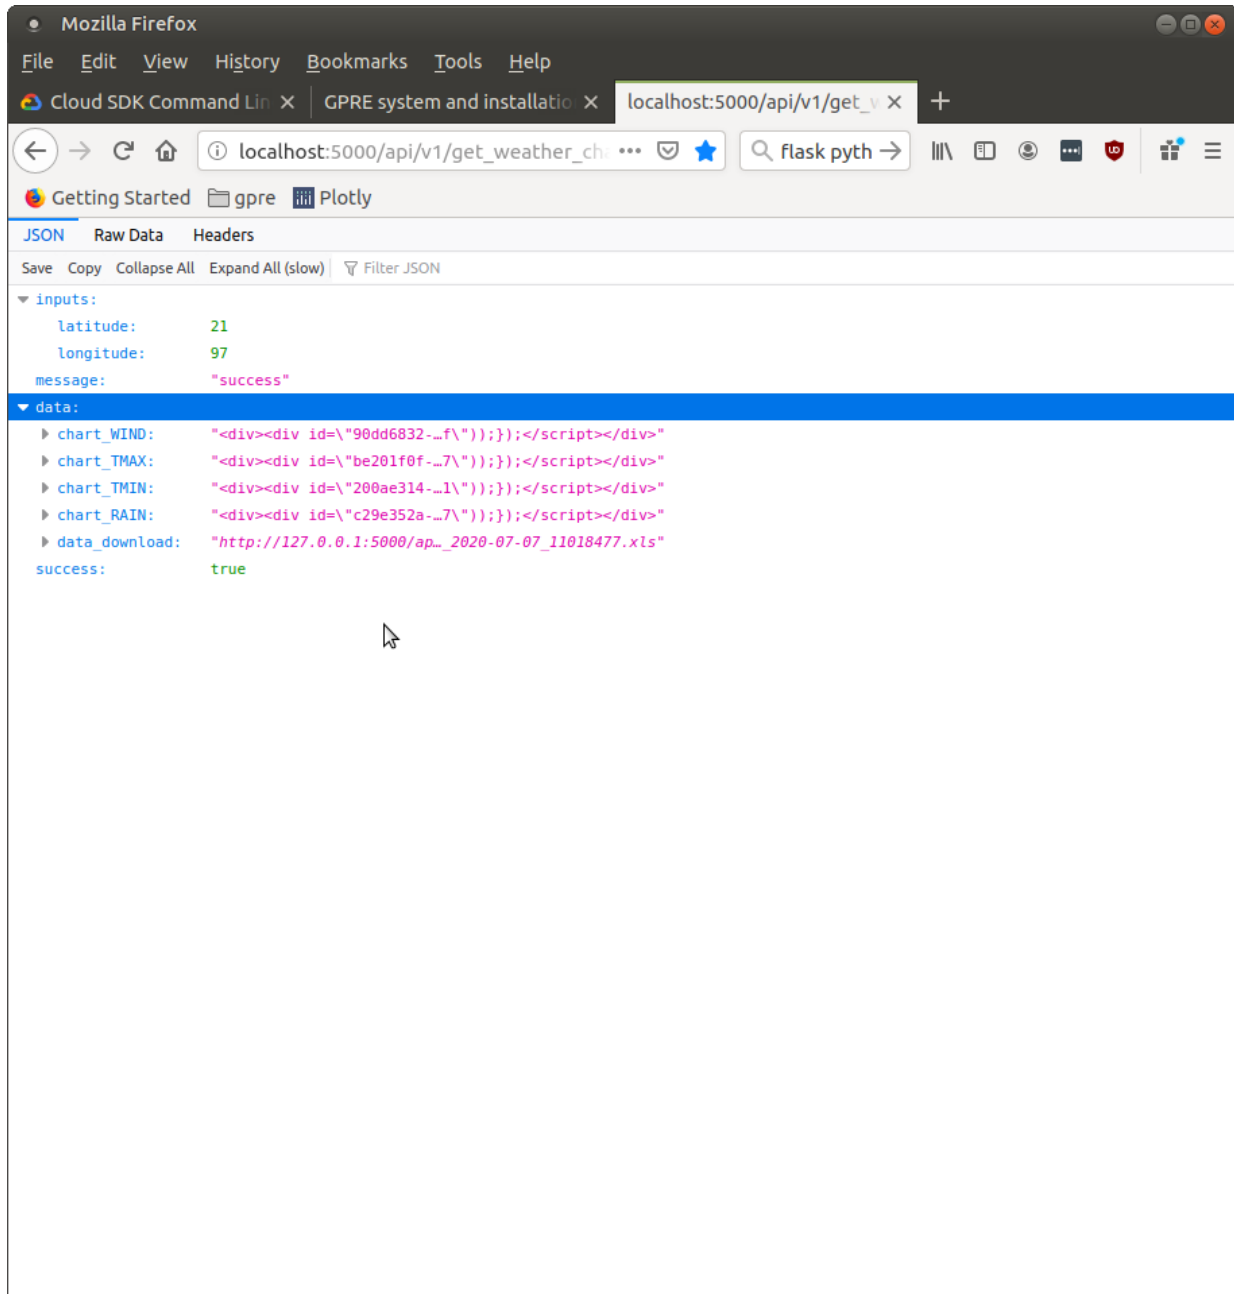 Mozilla Firefox
File Edit View History Bookmarks Tools Help
Cloud SDK Command Lin GPRE system and installatio localhost:5000/api/v1/get_
localhost:5000/api/v1/get_weather_ch flask pyth
Getting Started gpre Plotly
JSON Raw Data Headers
Save Copy Collapse All Expand All (slow) Filter JSON
inputs:
latitude: 21
longitude: 97
message: "success"
data:
chart_WIND: "<div><div id=\"90dd6832-…f\"));});</script></div>"
chart_TMAX: "<div><div id=\"be201f0f-…7\"));});</script></div>"
chart_TMIN: "<div><div id=\"200ae314-…1\"));});</script></div>"
chart_RAIN: "<div><div id=\"c29e352a-…7\"));});</script></div>"
data_download: "http://127.0.0.1:5000/ap…_2020-07-07_11018477.xls"
success: true